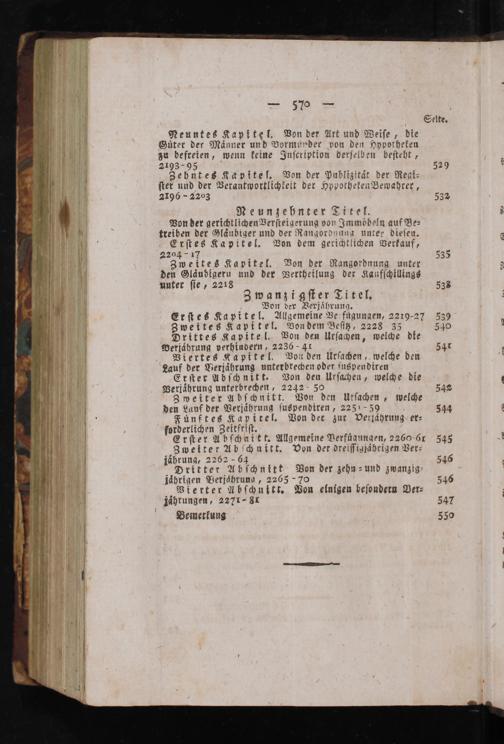 — 570 —
Seite.
Neuntes Kapitel. Von der Art und Weise, die
Güter der Männer und Vormünder von den Hypotheken
zu befreien, wenn keine Inscription derselben besteht,
2193-95 529
Zehntes Kapitel. Von der Publizität der Regi-
ster und der Verantwortlichkeit der HypothekenBewahrer,
2196-2203 532
Neunzehnter Titel.
Von der gerichtlichen Versteigerung von Immöbeln auf Be-
treiben der Gläubiger und der Rangordnung unter diesen.
Erstes Kapitel. Von dem gerichtlichen Verkauf,
2204-17 535
Zweites Kapitel. Von der Rangordnung unter
den Gläubigern und der Vertheilung der Kaufschillings
unter sie, 2218 538
Zwanzigster Titel.
Von der Verjährung.
Erstes Kapitel. Allgemeine Verfügungen, 2219-27 539
Zweites Kapitel. Von dem Besitz, 2228 35 540
Drittes Kapitel. Von den Ursachen, welche die
Verjährung verhindern, 2236-41 541
Viertes Kapitel. Von den Ursachen, welche den
Lauf der Verjährung unterbrechen oder suspendiren
Erster Abschnitt. Von den Ursachen, welche die
Verjährung unterbrechen, 2242-50 542
Zweiter Abschnitt. Von den Ursachen, welche
den Lauf der Verjährung suspendiren, 2251-59 544
Fünftes Kapitel. Von der zur Verjährung er-
forderlichen Zeitfrist.
Erster Abschnitt. Allgemeine Verfügungen, 2260-61 545
Zweiter Abschnitt. Von der dreissigjährigen Ver-
jährung, 2262-64 546
Dritter Abschnitt Von der zehn- und zwanzig-
jährigen Verjährung, 2265-70 546
Vierter Abschnitt. Von einigen besondern Ver-
jährungen, 2271-81 547
Bemerkung 550